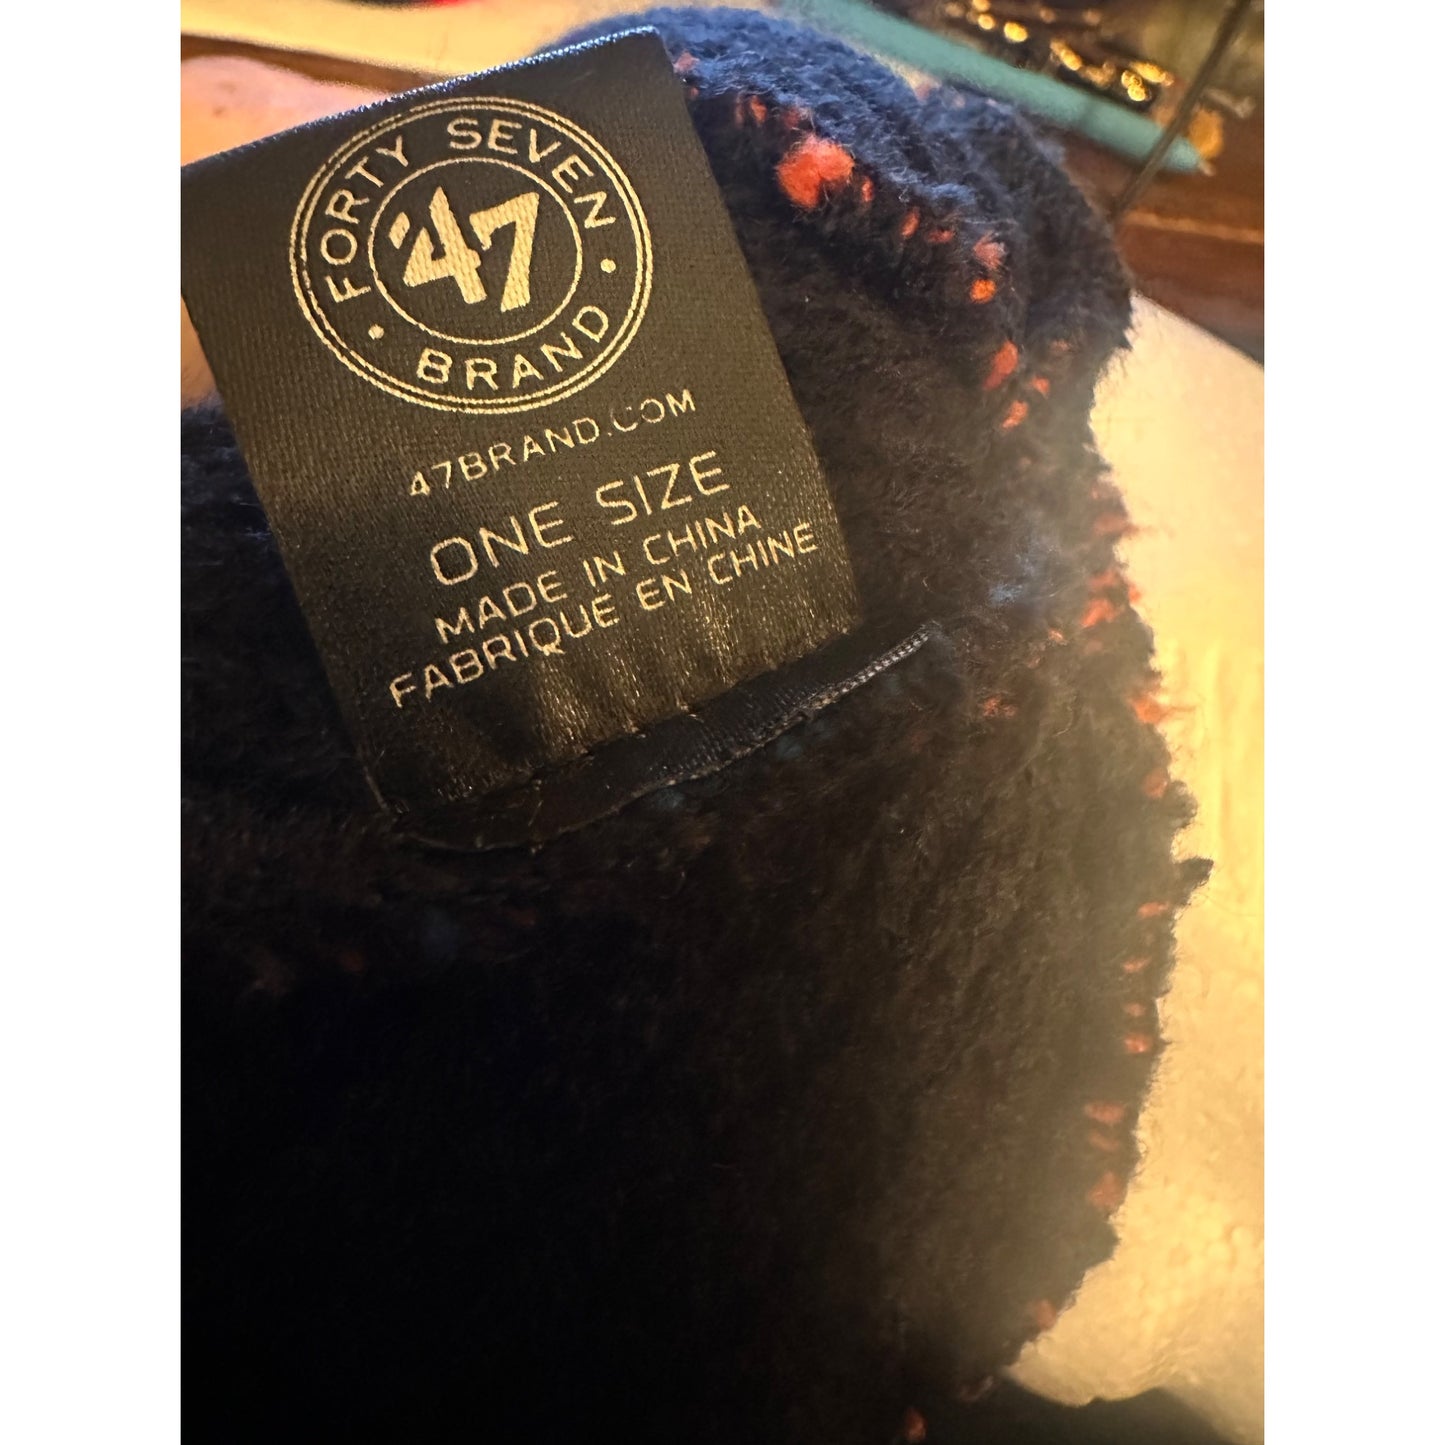 FORTY SEVEN
'47
BRAND
47BRAND.COM
ONE SIZE
MADE IN CHINA
FABRIQUE EN CHINE